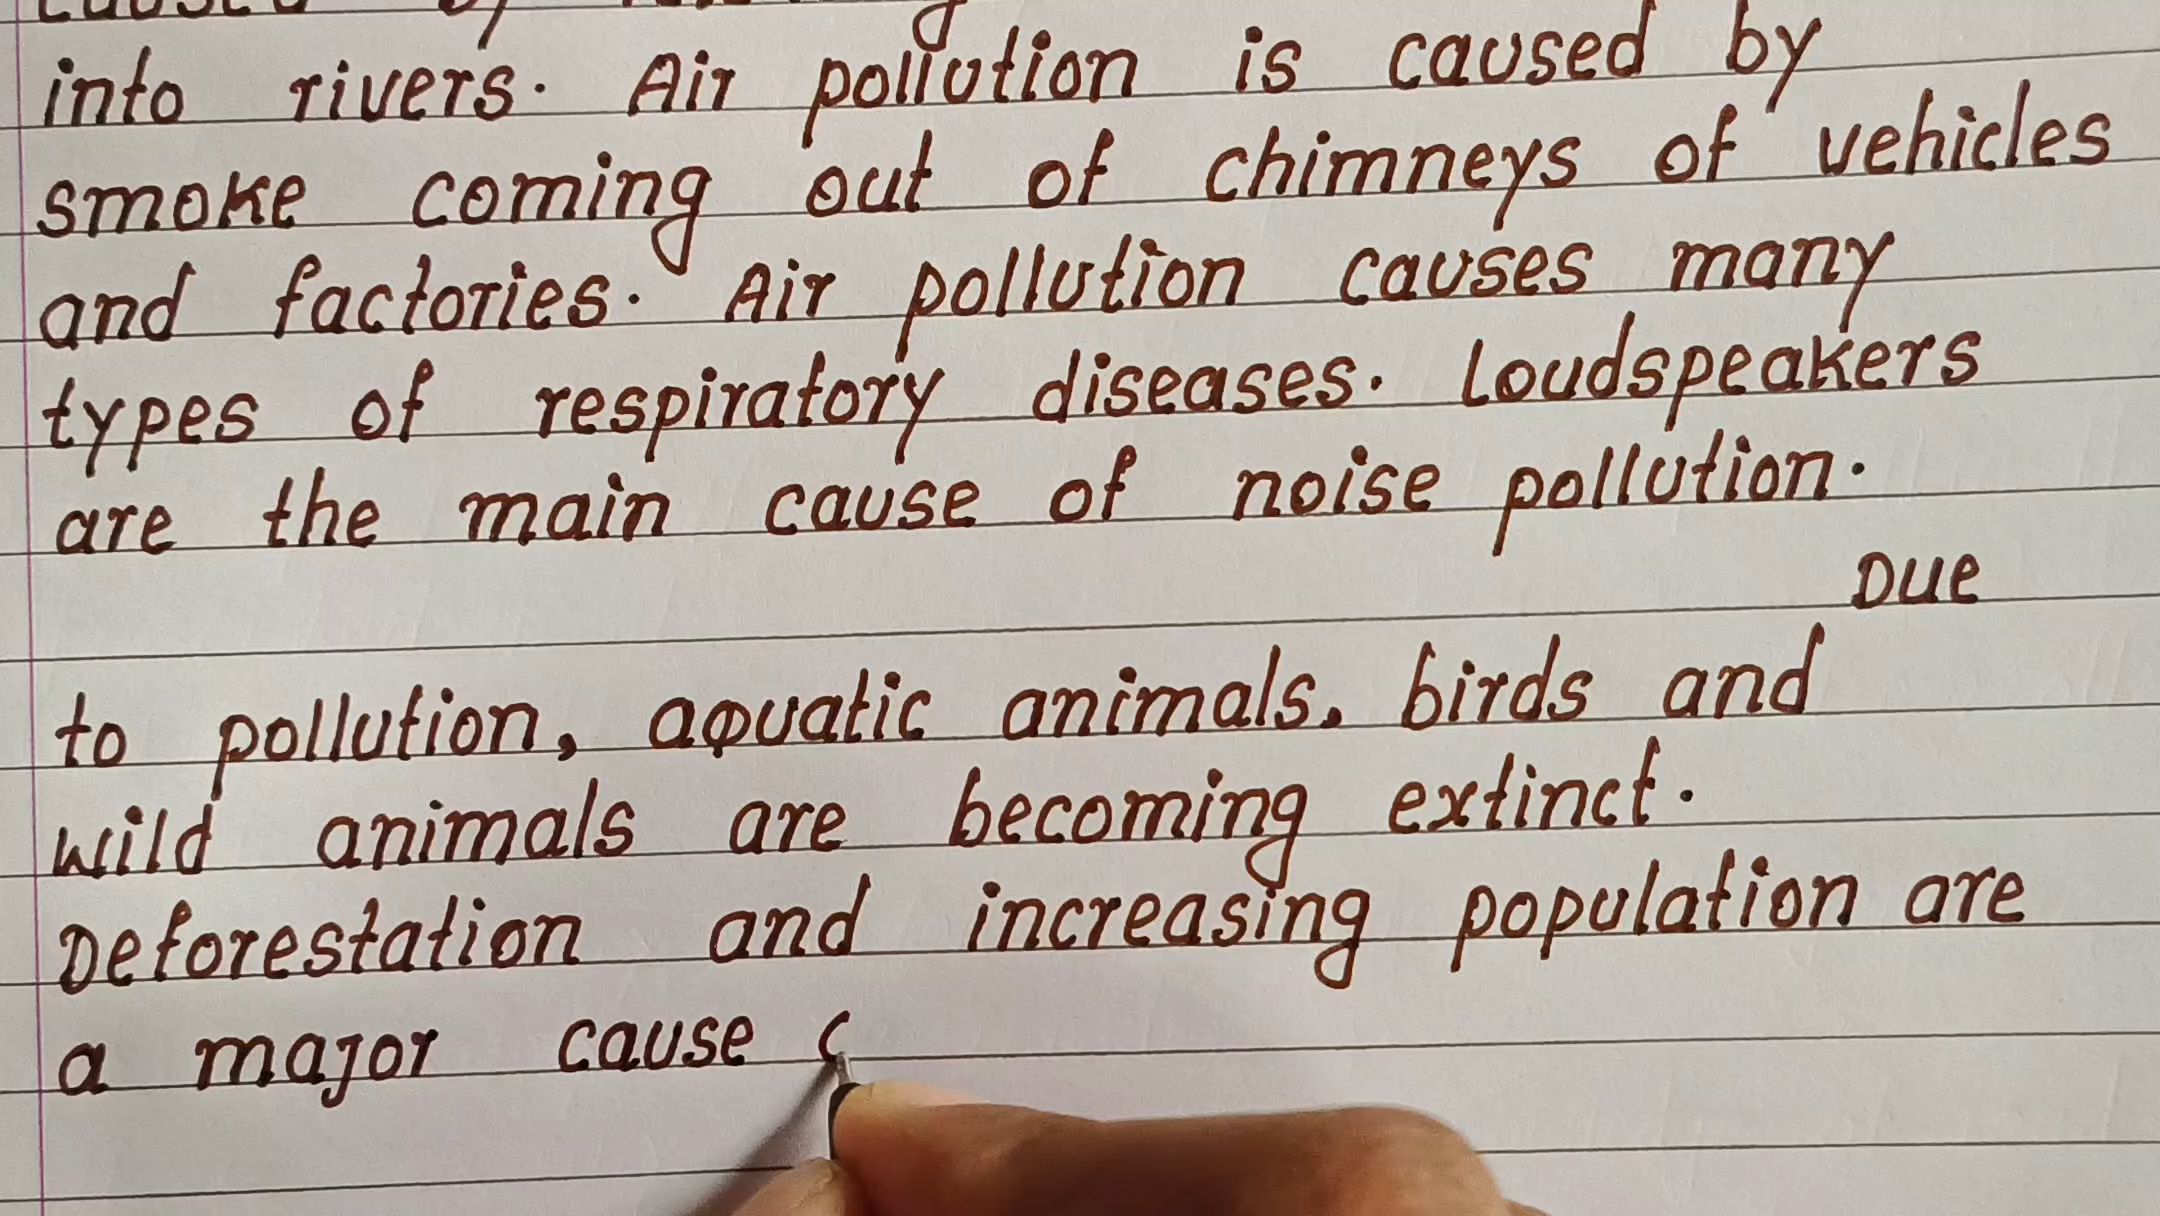 into rivers. Air pollution is caused by
smoke coming out of chimneys of vehicles
and factories. Air pollution causes many
types of respiratory diseases. Loudspeakers
are the main cause of noise pollution.
Due
to pollution, aquatic animals, birds and
wild animals are becoming extinct.
Deforestation and increasing population are
a major cause